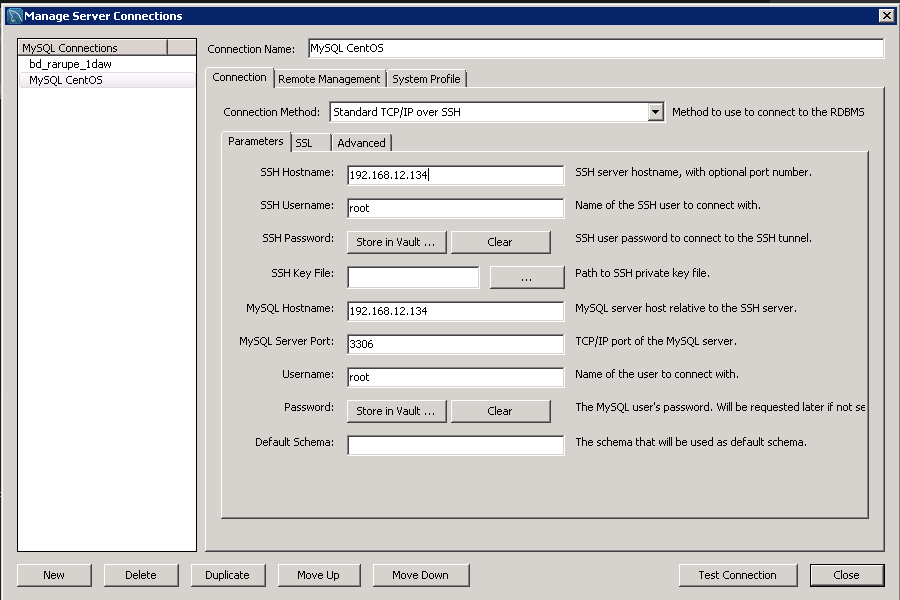 Manage Server Connections
MySQL Connections
bd_rarupe_1daw
MySQL CentOS
Connection Name: MySQL CentOS
Connection Remote Management System Profile
Connection Method: Standard TCP/IP over SSH Method to use to connect to the RDBMS
Parameters SSL Advanced
SSH Hostname: 192.168.12.134 SSH server hostname, with optional port number.
SSH Username: root Name of the SSH user to connect with.
SSH Password: Store in Vault ... Clear SSH user password to connect to the SSH tunnel.
SSH Key File: ... Path to SSH private key file.
MySQL Hostname: 192.168.12.134 MySQL server host relative to the SSH server.
MySQL Server Port: 3306 TCP/IP port of the MySQL server.
Username: root Name of the user to connect with.
Password: Store in Vault ... Clear The MySQL user's password. Will be requested later if not se
Default Schema: The schema that will be used as default schema.
New Delete Duplicate Move Up Move Down Test Connection Close